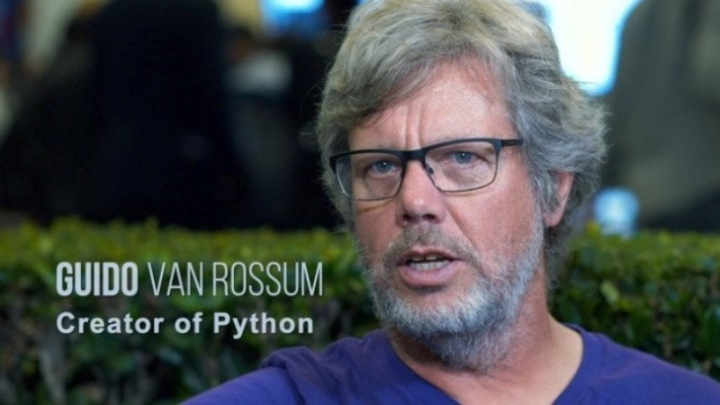 GUIDO VAN ROSSUM
Creator of Python